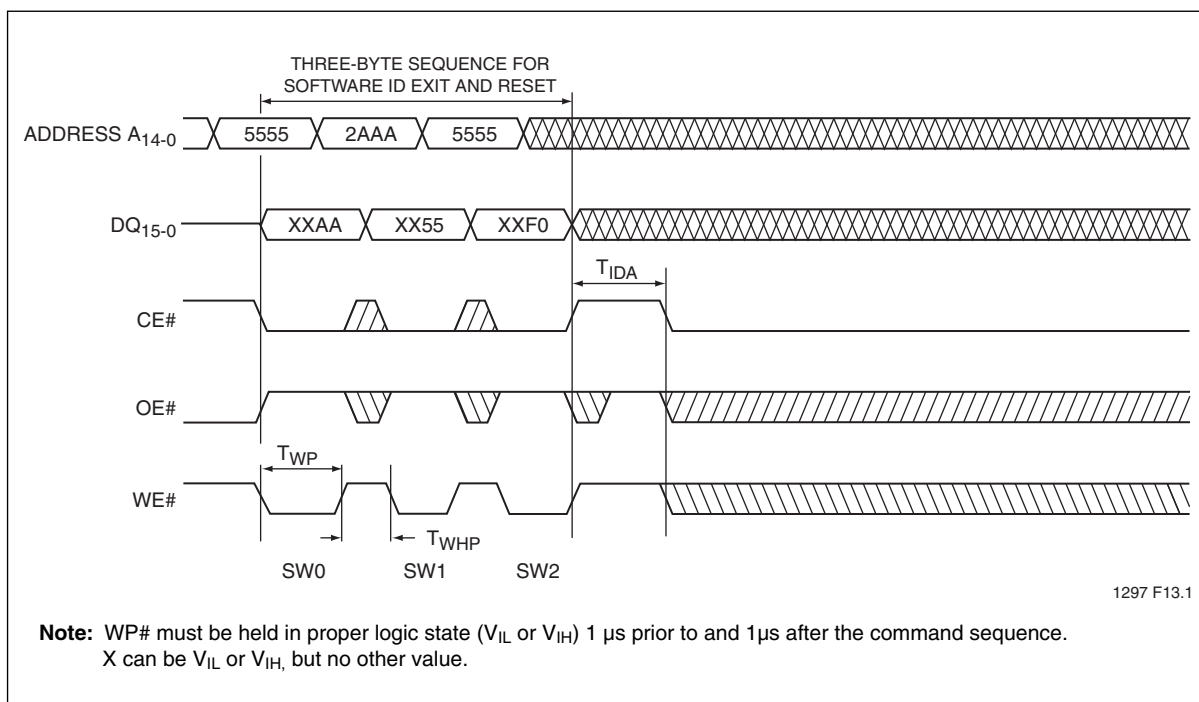 THREE-BYTE SEQUENCE FOR
SOFTWARE ID EXIT AND RESET
ADDRESS A14-0
5555
2AAA
5555
DQ15-0
XXAA
XX55
XXF0
TIDA
CE#
OE#
TWP
WE#
TWHP
SW0
SW1
SW2
1297 F13.1
Note: WP# must be held in proper logic state (VIL or VIH) 1 µs prior to and 1µs after the command sequence.
X can be VIL or VIH, but no other value.